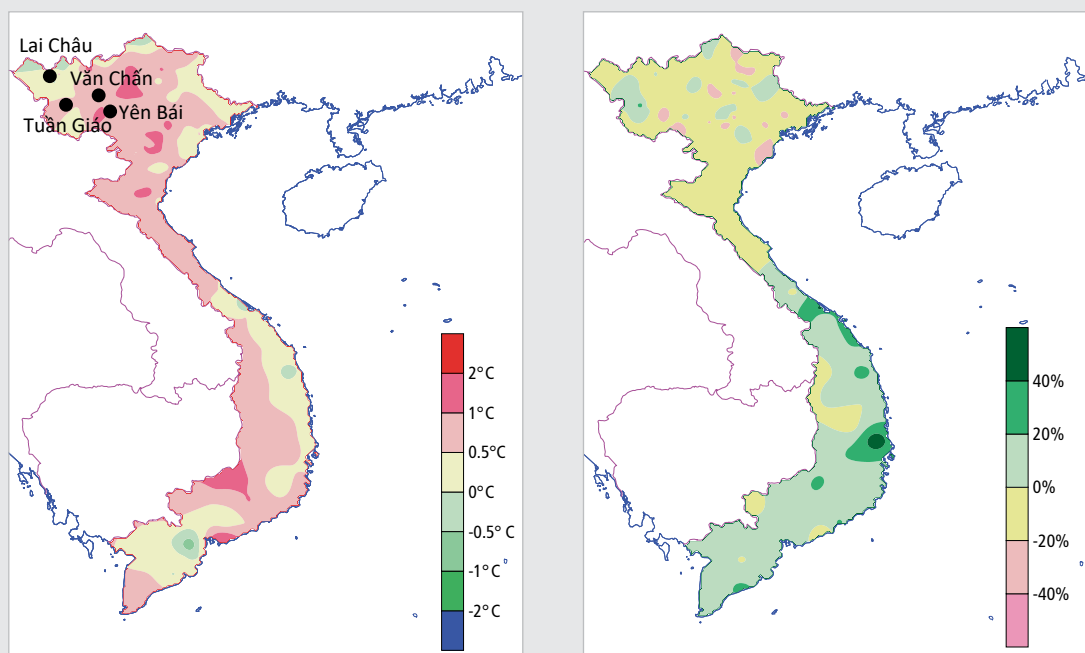 Lai Châu
Văn Chấn
Yên Bái
Tuần Giáo
2°C
1°C
0.5°C
0°C
-0.5° C
-1°C
-2°C
40%
20%
0%
-20%
-40%